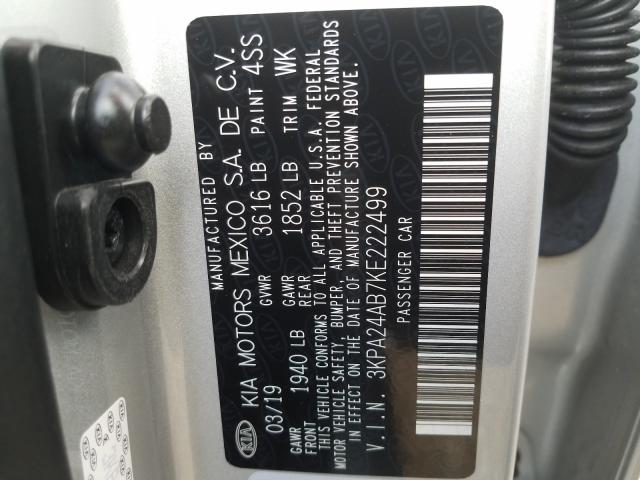 MANUFACTURED BY
KIA KIA MOTORS MEXICO S.A. DE C.V.
03/19 GVWR 3616 LB PAINT 4SS
GAWR FRONT 1940 LB GAWR REAR 1852 LB TRIM WK
THIS VEHICLE CONFORMS TO ALL APPLICABLE U.S.A. FEDERAL
MOTOR VEHICLE SAFETY, BUMPER, AND THEFT PREVENTION STANDARDS
IN EFFECT ON THE DATE OF MANUFACTURE SHOWN ABOVE.
V.I.N. 3KPA24AB7KE222499
PASSENGER CAR